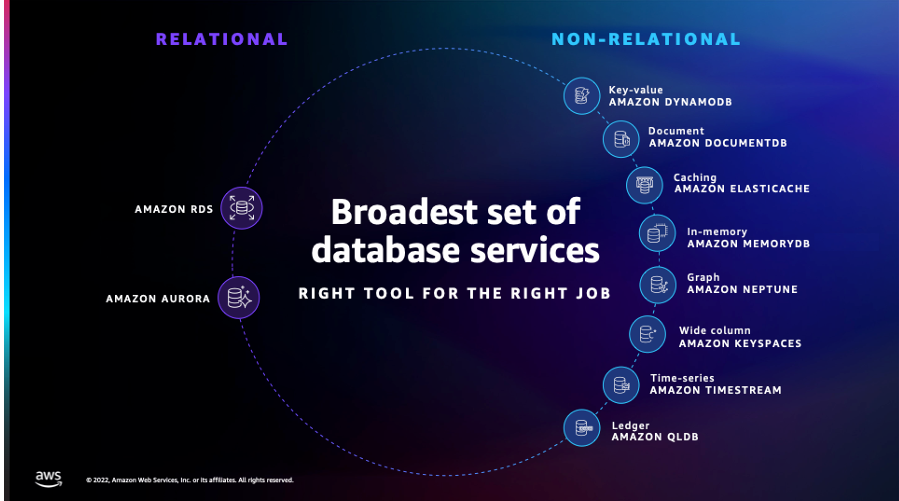 RELATIONAL
NON-RELATIONAL
Key-value
AMAZON DYNAMODB
Document
AMAZON DOCUMENTDB
Caching
AMAZON ELASTICACHE
AMAZON RDS
Broadest set of
database services
In-memory
AMAZON MEMORYDB
Graph
AMAZON NEPTUNE
AMAZON AURORA
RIGHT TOOL FOR THE RIGHT JOB
Wide column
AMAZON KEYSPACES
Time-series
AMAZON TIMESTREAM
Ledger
AMAZON QLDB
aws
© 2022, Amazon Web Services, Inc. or its affiliates. All rights reserved.